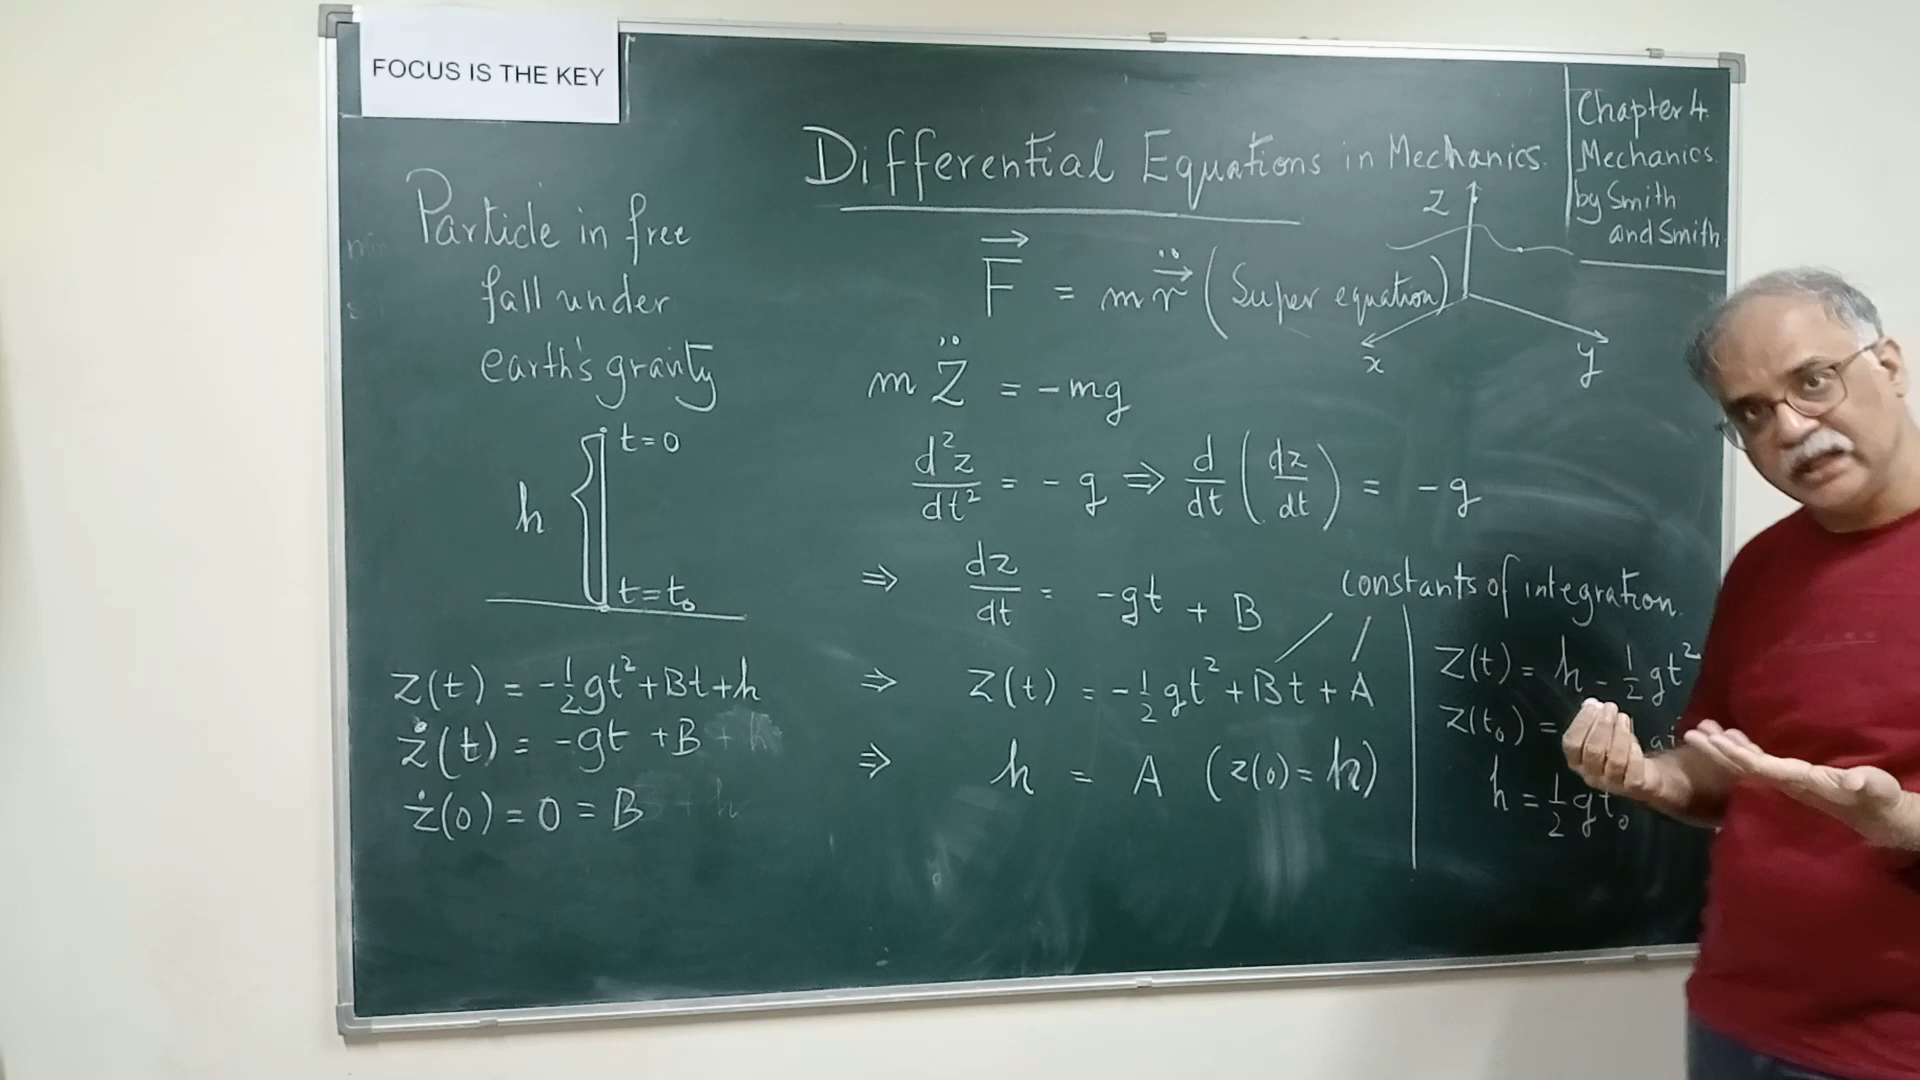 FOCUS IS THE KEY
Chapter 4
Mechanics
by Smith
and Smith
Differential Equations in Mechanics
Particle in free
fall under
earth's gravity
t=0
h
t=t₀
Z(t) = -½gt²+Bt+h
ż(t) = -gt +B
ż(0) = 0 = B
F⃗ = m r⃗̈ (Super equation)
z
x
y
m Z̈ = -mg
d²z/dt² = -g ⇒ d/dt (dz/dt) = -g
⇒ dz/dt = -gt + B
constants of integration.
⇒ Z(t) = -½gt²+Bt+A
⇒ h = A (z(0)=h)
Z(t) = h - ½gt²
Z(t₀) =
h = ½gt₀